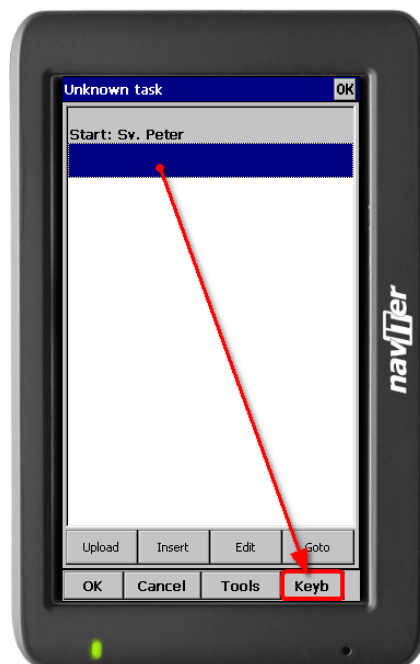 Unknown task OK
Start: Sv. Peter
Upload Insert Edit Goto
OK Cancel Tools Keyb
naviter